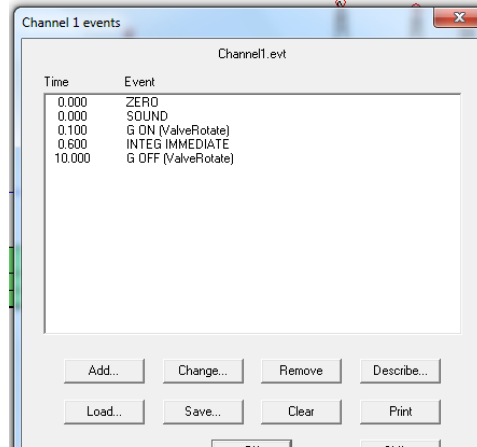 Channel 1 events
Channel1.evt
Time Event
0.000 ZERO
0.000 SOUND
0.100 G ON (ValveRotate)
0.600 INTEG IMMEDIATE
10.000 G OFF (ValveRotate)
Add... Change... Remove Describe...
Load... Save... Clear Print